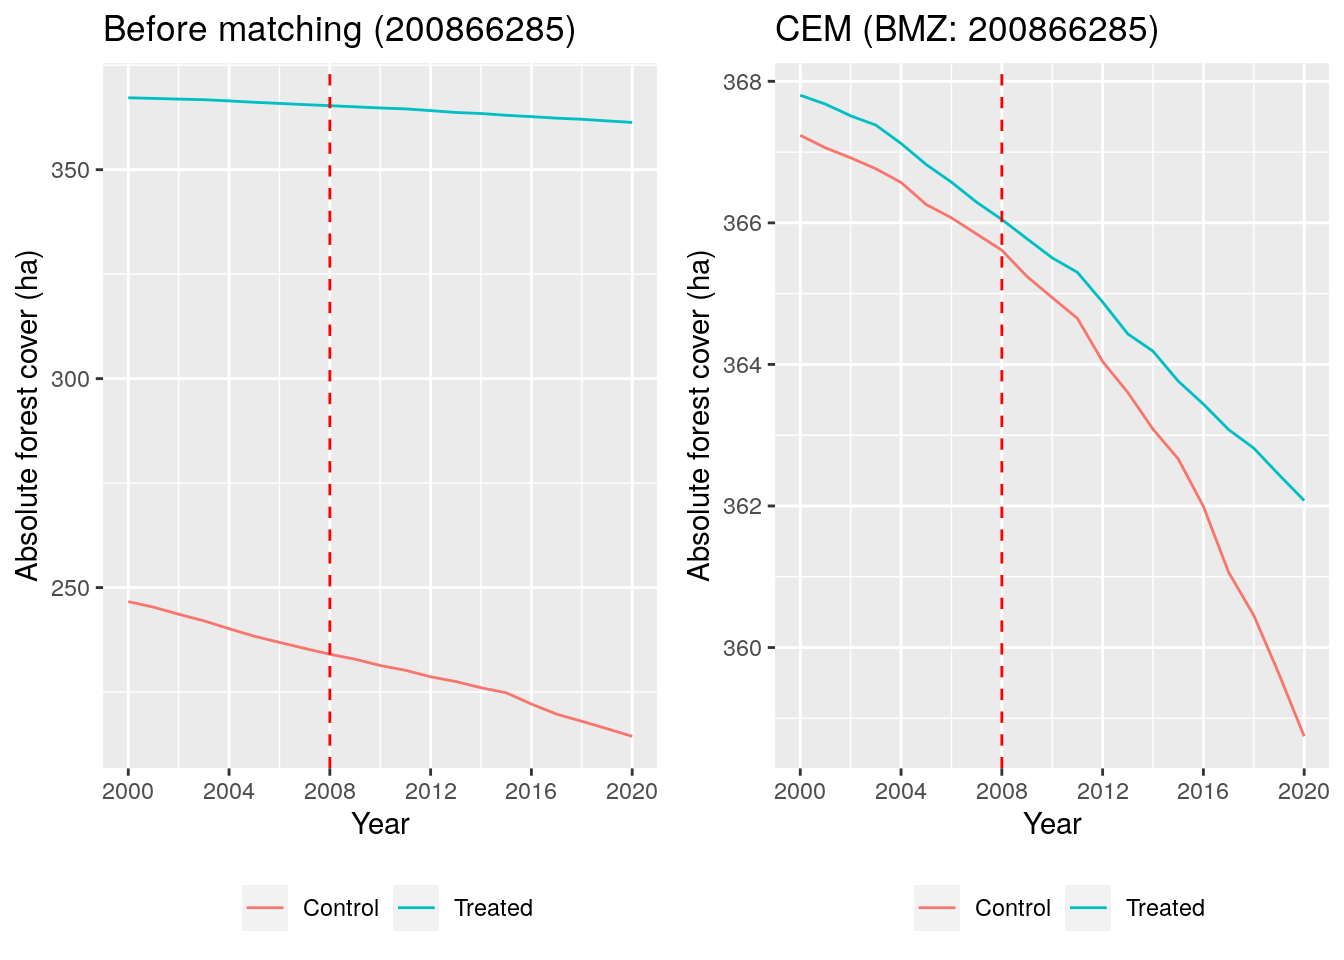 Before matching (200866285)
Absolute forest cover (ha)
350
300
250
2000 2004 2008 2012 2016 2020
Year
Control Treated
CEM (BMZ: 200866285)
Absolute forest cover (ha)
368
366
364
362
360
2000 2004 2008 2012 2016 2020
Year
Control Treated